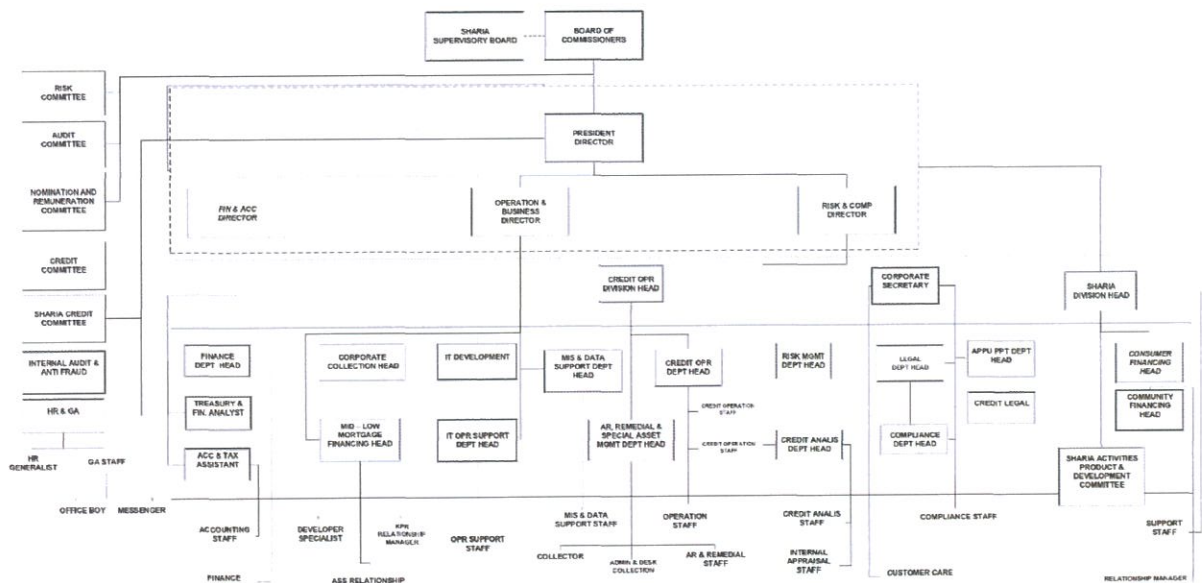 SHARIA
SUPERVISORY BOARD
BOARD OF
COMMISSIONERS
RISK
COMMITTEE
AUDIT
COMMITTEE
PRESIDENT
DIRECTOR
NOMINATION AND
REMUNERATION
COMMITTEE
FIN & ACC
DIRECTOR
OPERATION &
BUSINESS
DIRECTOR
RISK & COMP
DIRECTOR
CREDIT
COMMITTEE
CREDIT OPR
DIVISION HEAD
CORPORATE
SECRETARY
SHARIA
DIVISION HEAD
SHARIA CREDIT
COMMITTEE
INTERNAL AUDIT &
ANTI FRAUD
FINANCE
DEPT HEAD
CORPORATE
COLLECTION HEAD
IT DEVELOPMENT
MIS & DATA
SUPPORT DEPT
HEAD
CREDIT OPR
DEPT HEAD
RISK MGMT
DEPT HEAD
LEGAL
DEPT HEAD
APPU PPT DEPT
HEAD
CONSUMER
FINANCING
HEAD
HR & GA
TREASURY &
FIN. ANALYST
MID – LOW
MORTGAGE
FINANCING HEAD
IT OPR SUPPORT
DEPT HEAD
AR, REMEDIAL &
SPECIAL ASSET
MGMT DEPT HEAD
CREDIT OPERATION
STAFF
CREDIT OPERATION
STAFF
CREDIT ANALIS
DEPT HEAD
COMPLIANCE
DEPT HEAD
CREDIT LEGAL
COMMUNITY
FINANCING
HEAD
HR
GENERALIST
GA STAFF
ACC & TAX
ASSISTANT
SHARIA ACTIVITIES
PRODUCT &
DEVELOPMENT
COMMITTEE
OFFICE BOY
MESSENGER
ACCOUNTING
STAFF
DEVELOPER
SPECIALIST
KPR
RELATIONSHIP
MANAGER
OPR SUPPORT
STAFF
MIS & DATA
SUPPORT STAFF
OPERATION
STAFF
CREDIT ANALIS
STAFF
COMPLIANCE STAFF
SUPPORT
STAFF
COLLECTOR
ADMIN & DESK
COLLECTION
AR & REMEDIAL
STAFF
INTERNAL
APPRAISAL
STAFF
FINANCE
ASS RELATIONSHIP
CUSTOMER CARE
RELATIONSHIP MANAGER